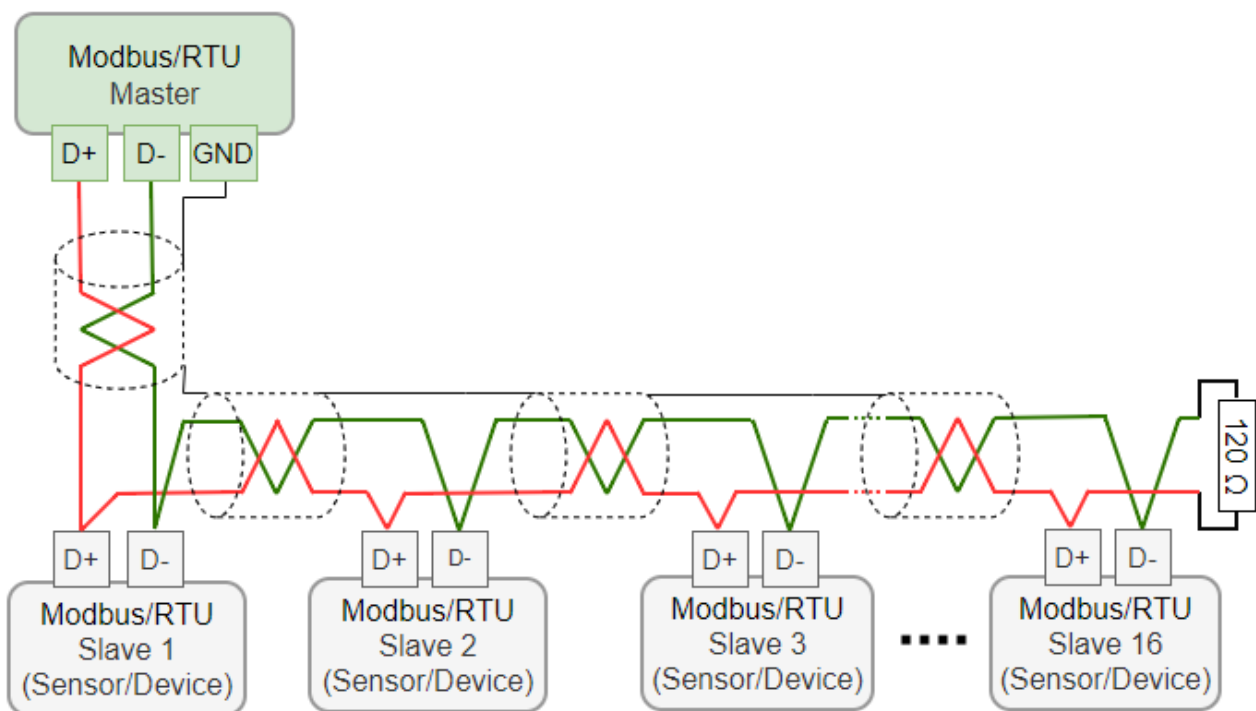 Modbus/RTU
Master
D+
D-
GND
120 Ω
D+
D-
D+
D-
D+
D-
D+
D-
Modbus/RTU
Slave 1
(Sensor/Device)
Modbus/RTU
Slave 2
(Sensor/Device)
Modbus/RTU
Slave 3
(Sensor/Device)
Modbus/RTU
Slave 16
(Sensor/Device)